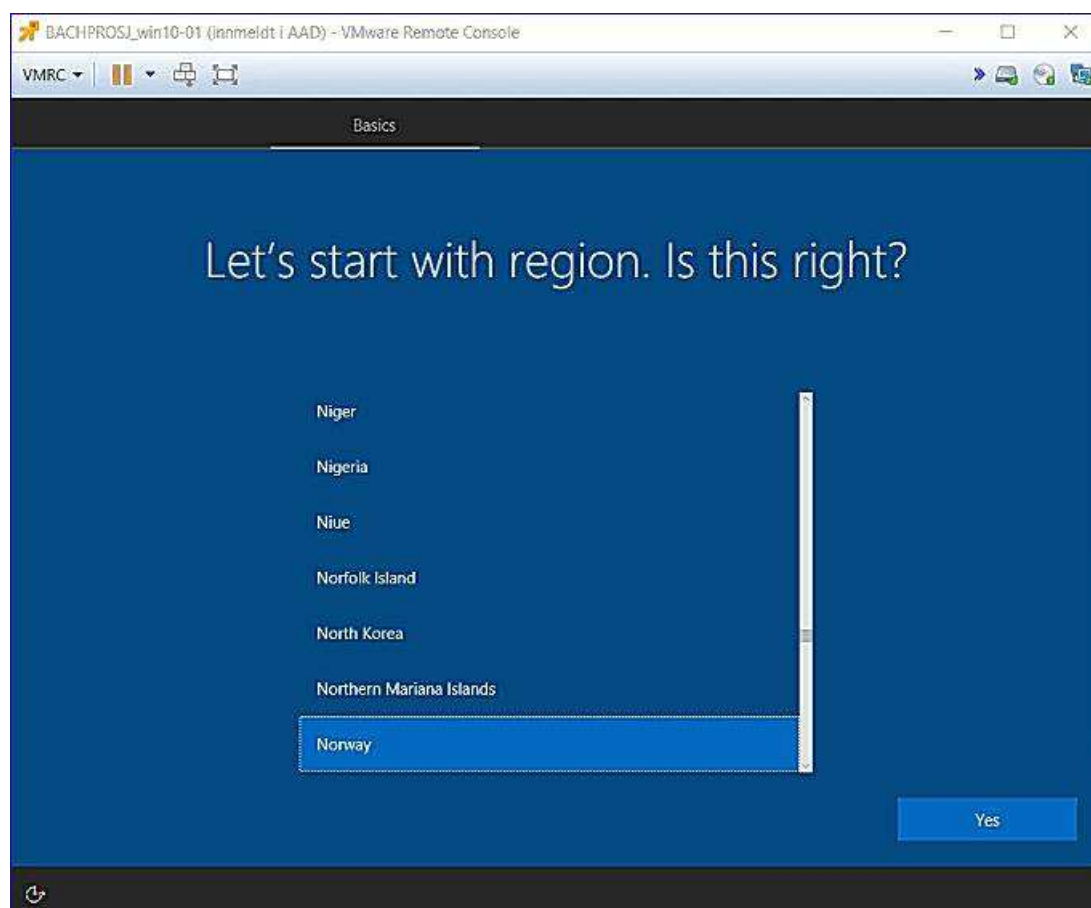 BACHPROSJ_win10-01 (innmeldt i AAD) - VMware Remote Console
VMRC
Basics
Let's start with region. Is this right?
Niger
Nigeria
Niue
Norfolk Island
North Korea
Northern Mariana Islands
Norway
Yes